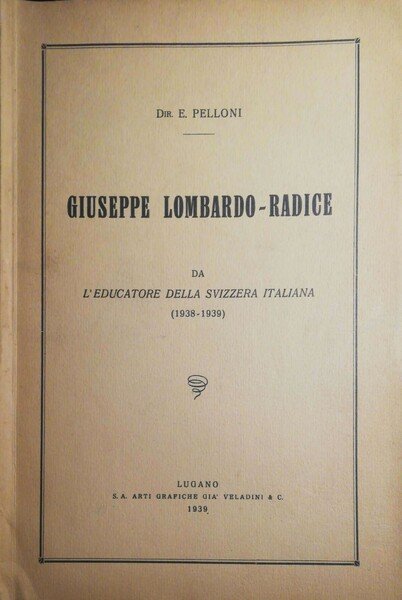 DIR. E. PELLONI
GIUSEPPE LOMBARDO-RADICE
DA
L'EDUCATORE DELLA SVIZZERA ITALIANA
(1938-1939)
LUGANO
S. A. ARTI GRAFICHE GIA' VELADINI & C.
1939